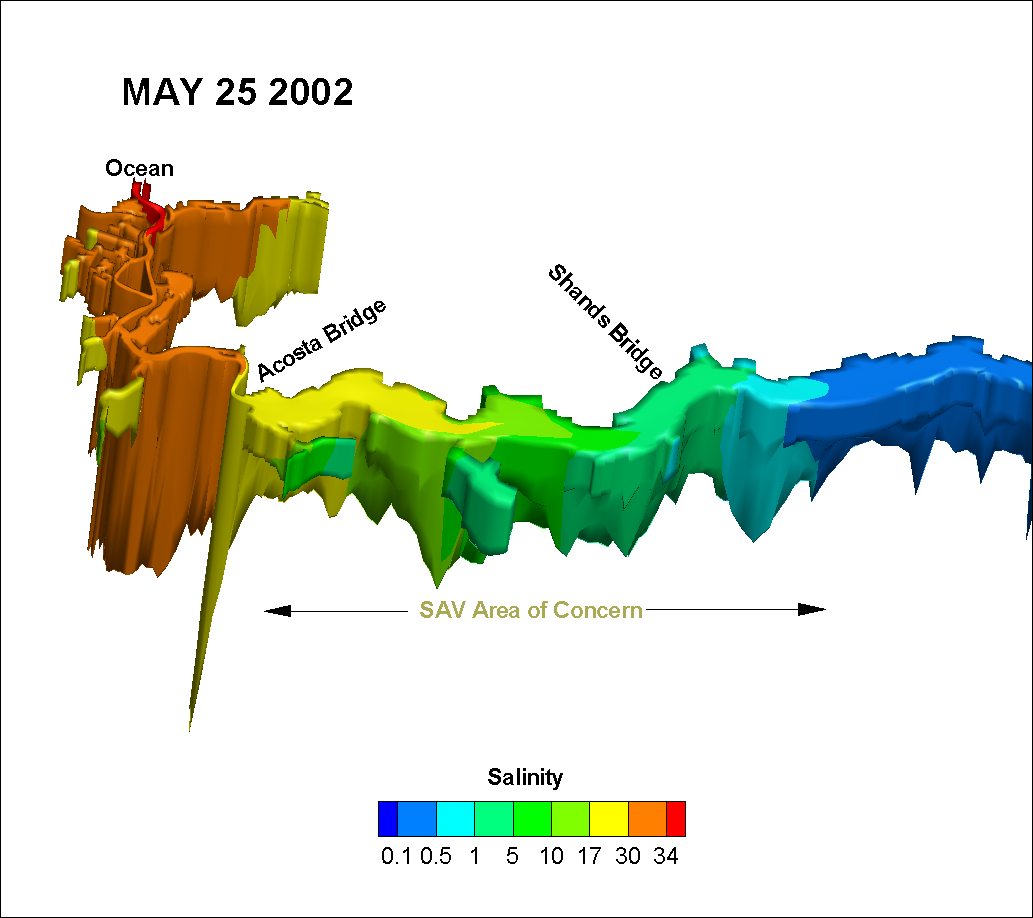 MAY 25 2002
Ocean
Acosta Bridge
Shands Bridge
SAV Area of Concern
Salinity
0.1 0.5 1 5 10 17 30 34